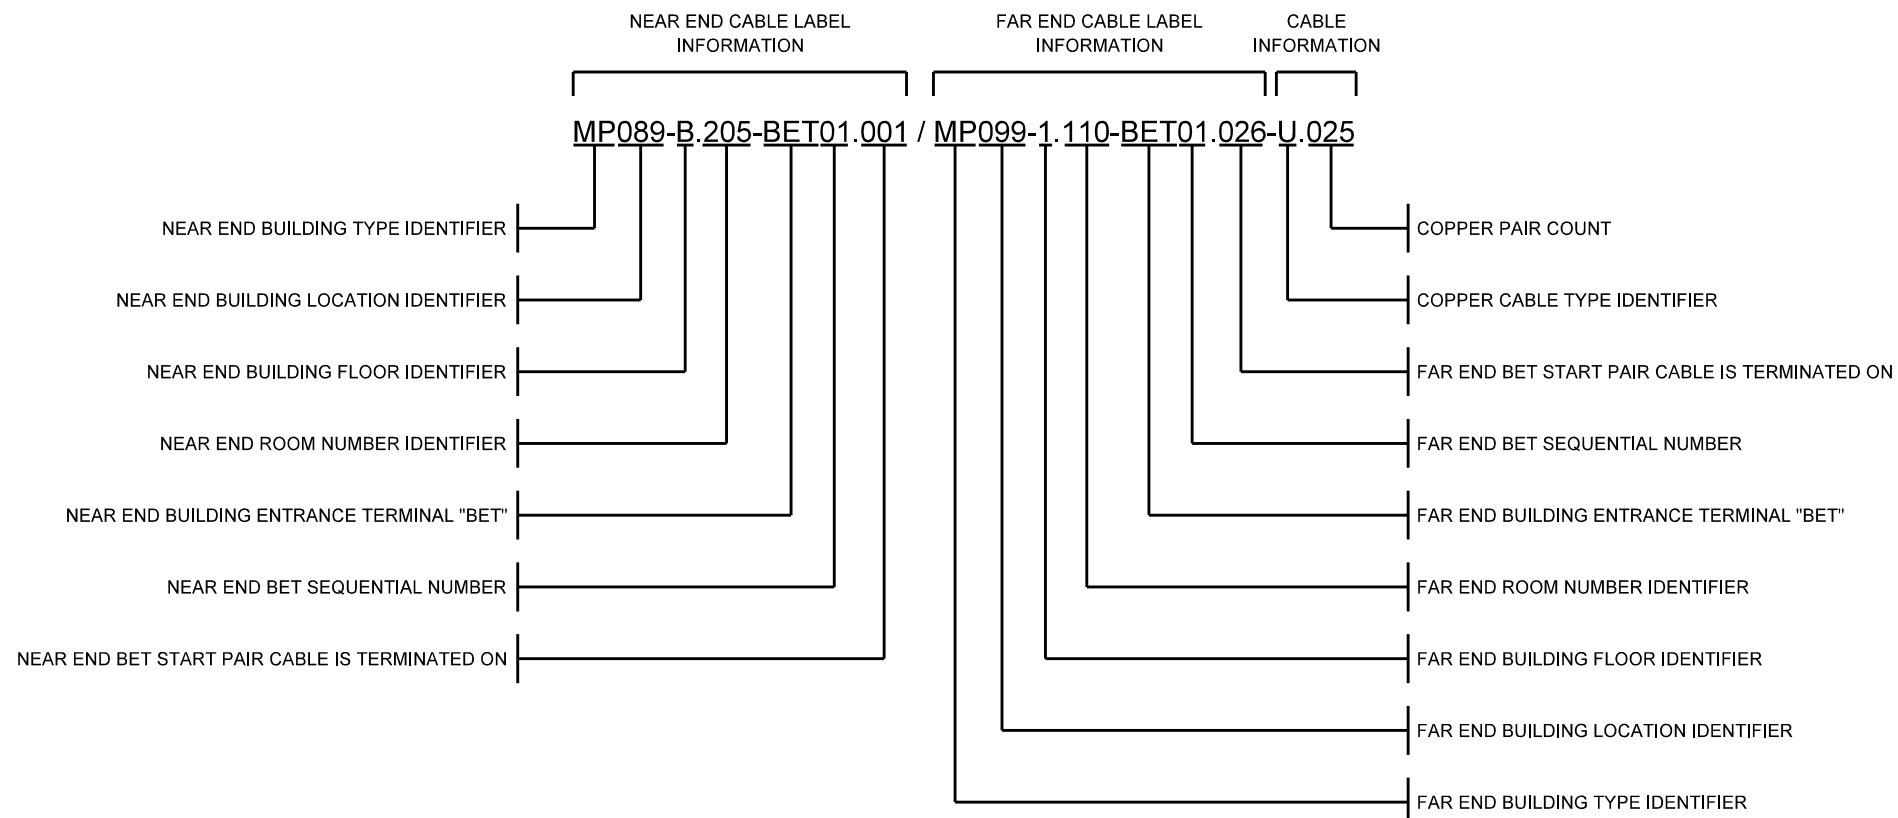 NEAR END CABLE LABEL
INFORMATION
FAR END CABLE LABEL
INFORMATION
CABLE
INFORMATION
MP089-B.205-BET01.001 / MP099-1.110-BET01.026-U.025
NEAR END BUILDING TYPE IDENTIFIER
NEAR END BUILDING LOCATION IDENTIFIER
NEAR END BUILDING FLOOR IDENTIFIER
NEAR END ROOM NUMBER IDENTIFIER
NEAR END BUILDING ENTRANCE TERMINAL "BET"
NEAR END BET SEQUENTIAL NUMBER
NEAR END BET START PAIR CABLE IS TERMINATED ON
COPPER PAIR COUNT
COPPER CABLE TYPE IDENTIFIER
FAR END BET START PAIR CABLE IS TERMINATED ON
FAR END BET SEQUENTIAL NUMBER
FAR END BUILDING ENTRANCE TERMINAL "BET"
FAR END ROOM NUMBER IDENTIFIER
FAR END BUILDING FLOOR IDENTIFIER
FAR END BUILDING LOCATION IDENTIFIER
FAR END BUILDING TYPE IDENTIFIER